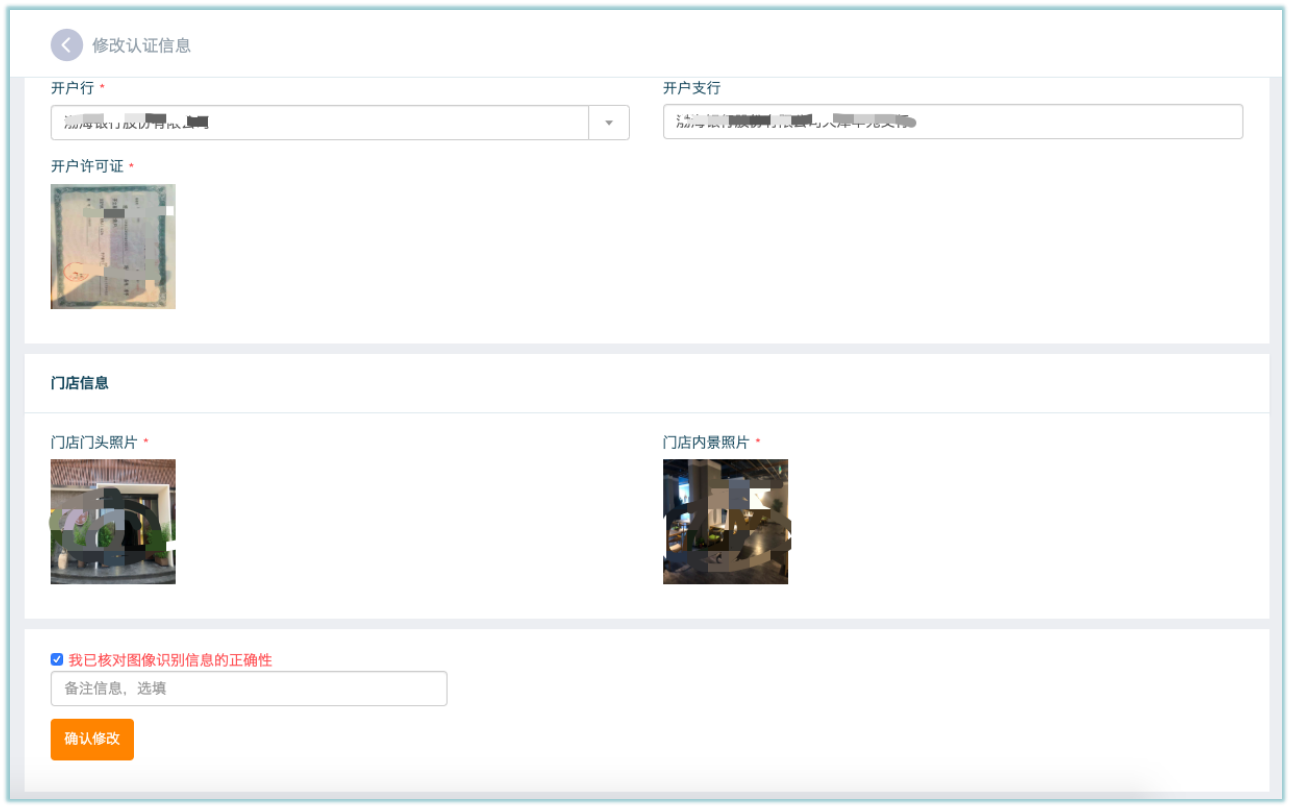 修改认证信息
开户行 *
开户支行
开户许可证 *
门店信息
门店门头照片 *
门店内景照片 *
我已核对图像识别信息的正确性
备注信息，选填
确认修改